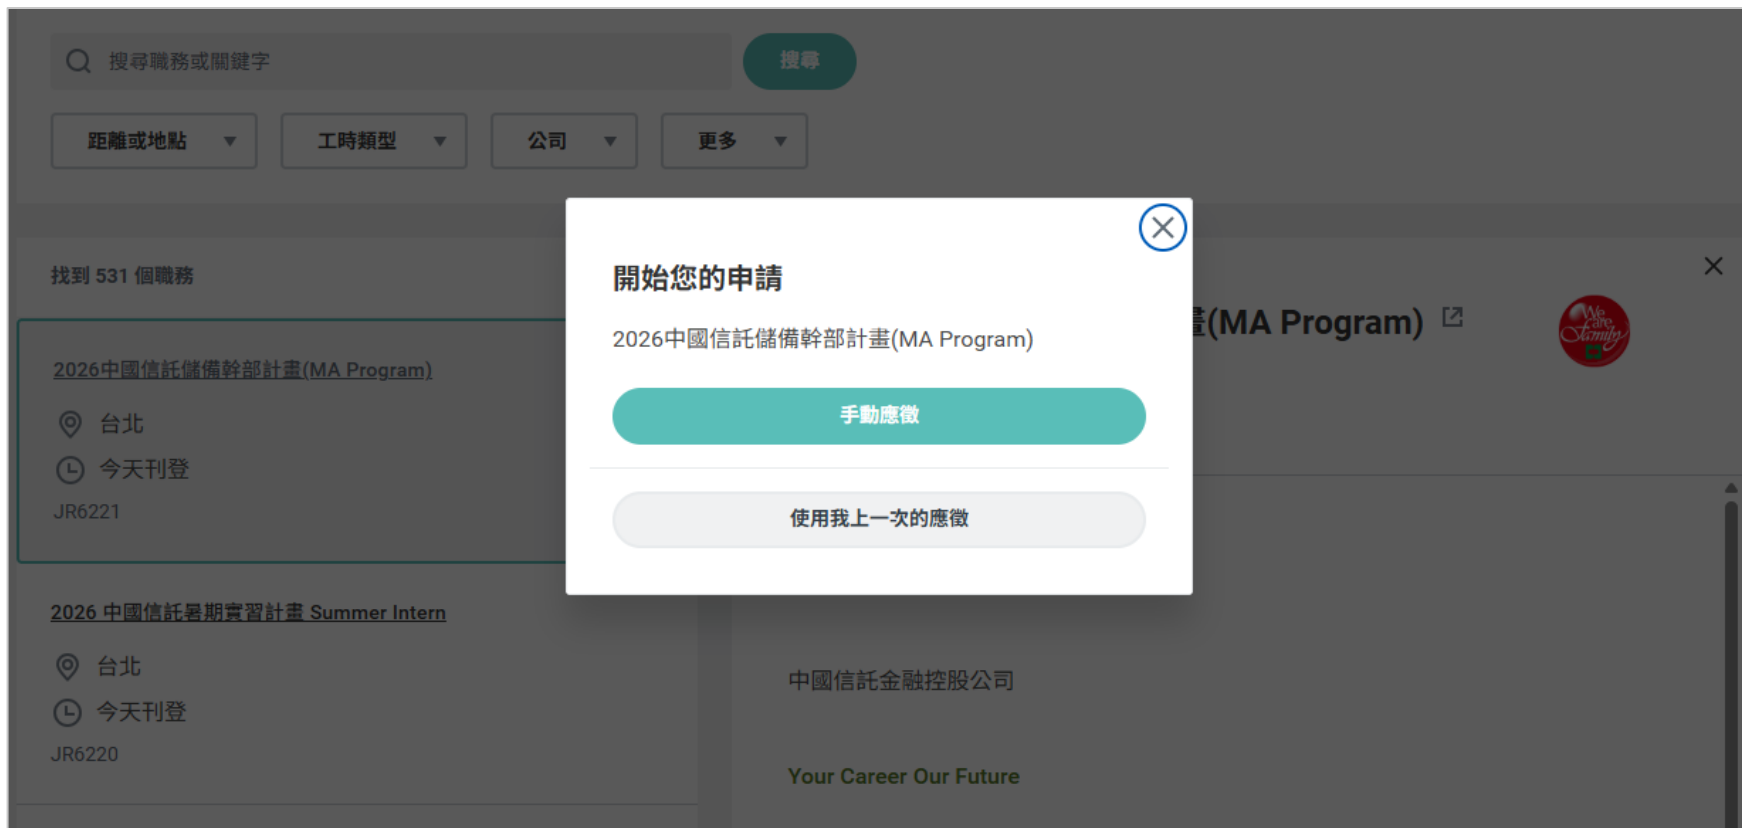 搜尋職務或關鍵字
搜尋
距離或地點
工時類型
公司
更多
找到 531 個職務
2026中國信託儲備幹部計畫(MA Program)
台北
今天刊登
JR6221
2026 中國信託暑期實習計畫 Summer Intern
台北
今天刊登
JR6220
開始您的申請
2026中國信託儲備幹部計畫(MA Program)
手動應徵
使用我上一次的應徵
畫(MA Program)
We are Family
中國信託金融控股公司
Your Career Our Future